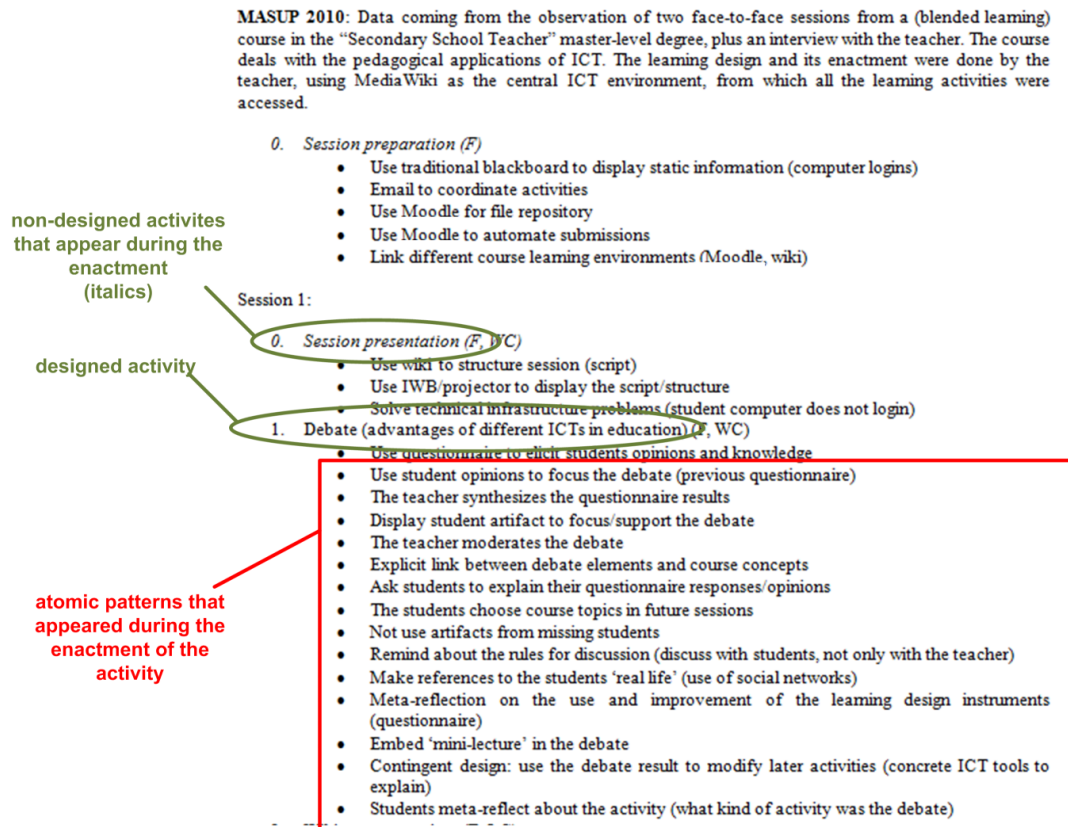 MASUP 2010: Data coming from the observation of two face-to-face sessions from a (blended learning)
course in the “Secondary School Teacher” master-level degree, plus an interview with the teacher. The course
deals with the pedagogical applications of ICT. The learning design and its enactment were done by the
teacher, using MediaWiki as the central ICT environment, from which all the learning activities were
accessed.
0. Session preparation (F)
• Use traditional blackboard to display static information (computer logins)
• Email to coordinate activities
• Use Moodle for file repository
• Use Moodle to automate submissions
• Link different course learning environments (Moodle, wiki)
non-designed activites
that appear during the
enactment
(italics)
Session 1:
0. Session presentation (F, WC)
• Use wiki to structure session (script)
designed activity
• Use IWB/projector to display the script/structure
• Solve technical infrastructure problems (student computer does not login)
1. Debate (advantages of different ICTs in education) (F, WC)
• Use questionnaire to elicit students opinions and knowledge
• Use student opinions to focus the debate (previous questionnaire)
• The teacher synthesizes the questionnaire results
• Display student artifact to focus/support the debate
• The teacher moderates the debate
• Explicit link between debate elements and course concepts
• Ask students to explain their questionnaire responses/opinions
atomic patterns that
appeared during the
enactment of the
activity
• The students choose course topics in future sessions
• Not use artifacts from missing students
• Remind about the rules for discussion (discuss with students, not only with the teacher)
• Make references to the students ‘real life’ (use of social networks)
• Meta-reflection on the use and improvement of the learning design instruments
(questionnaire)
• Embed ‘mini-lecture’ in the debate
• Contingent design: use the debate result to modify later activities (concrete ICT tools to
explain)
• Students meta-reflect about the activity (what kind of activity was the debate)